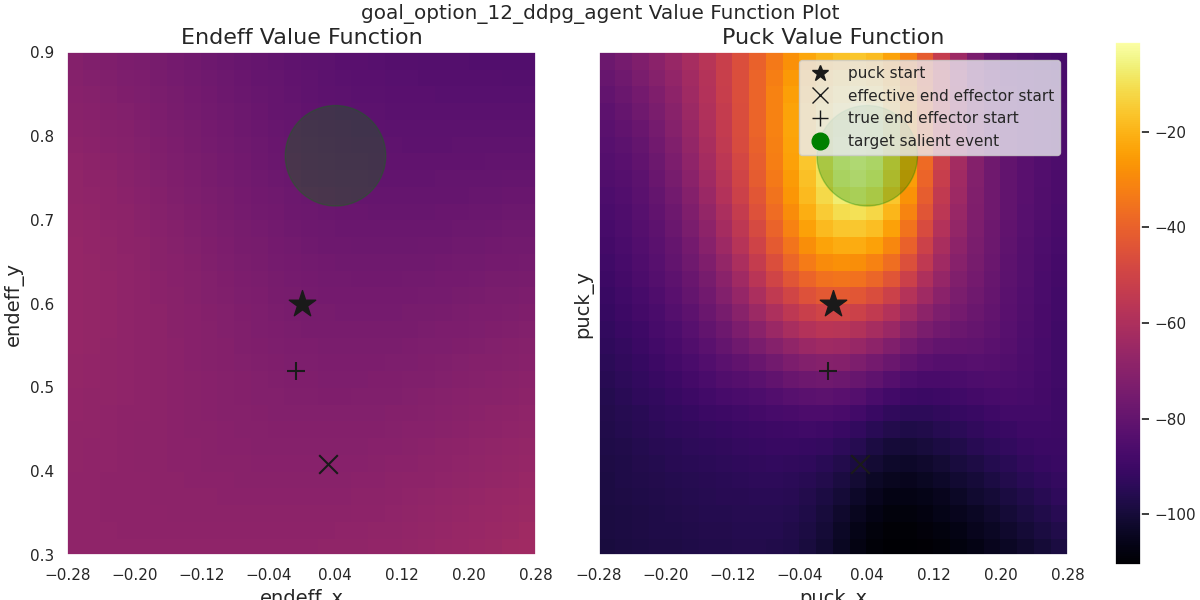 goal_option_12_ddpg_agent Value Function Plot
Endeff Value Function
Puck Value Function
0.9
0.8
0.7
0.6
0.5
0.4
0.3
endeff_y
−0.28 −0.20 −0.12 −0.04 0.04 0.12 0.20 0.28
endeff_x
puck_y
puck start
effective end effector start
true end effector start
target salient event
−0.28 −0.20 −0.12 −0.04 0.04 0.12 0.20 0.28
puck_x
−20
−40
−60
−80
−100